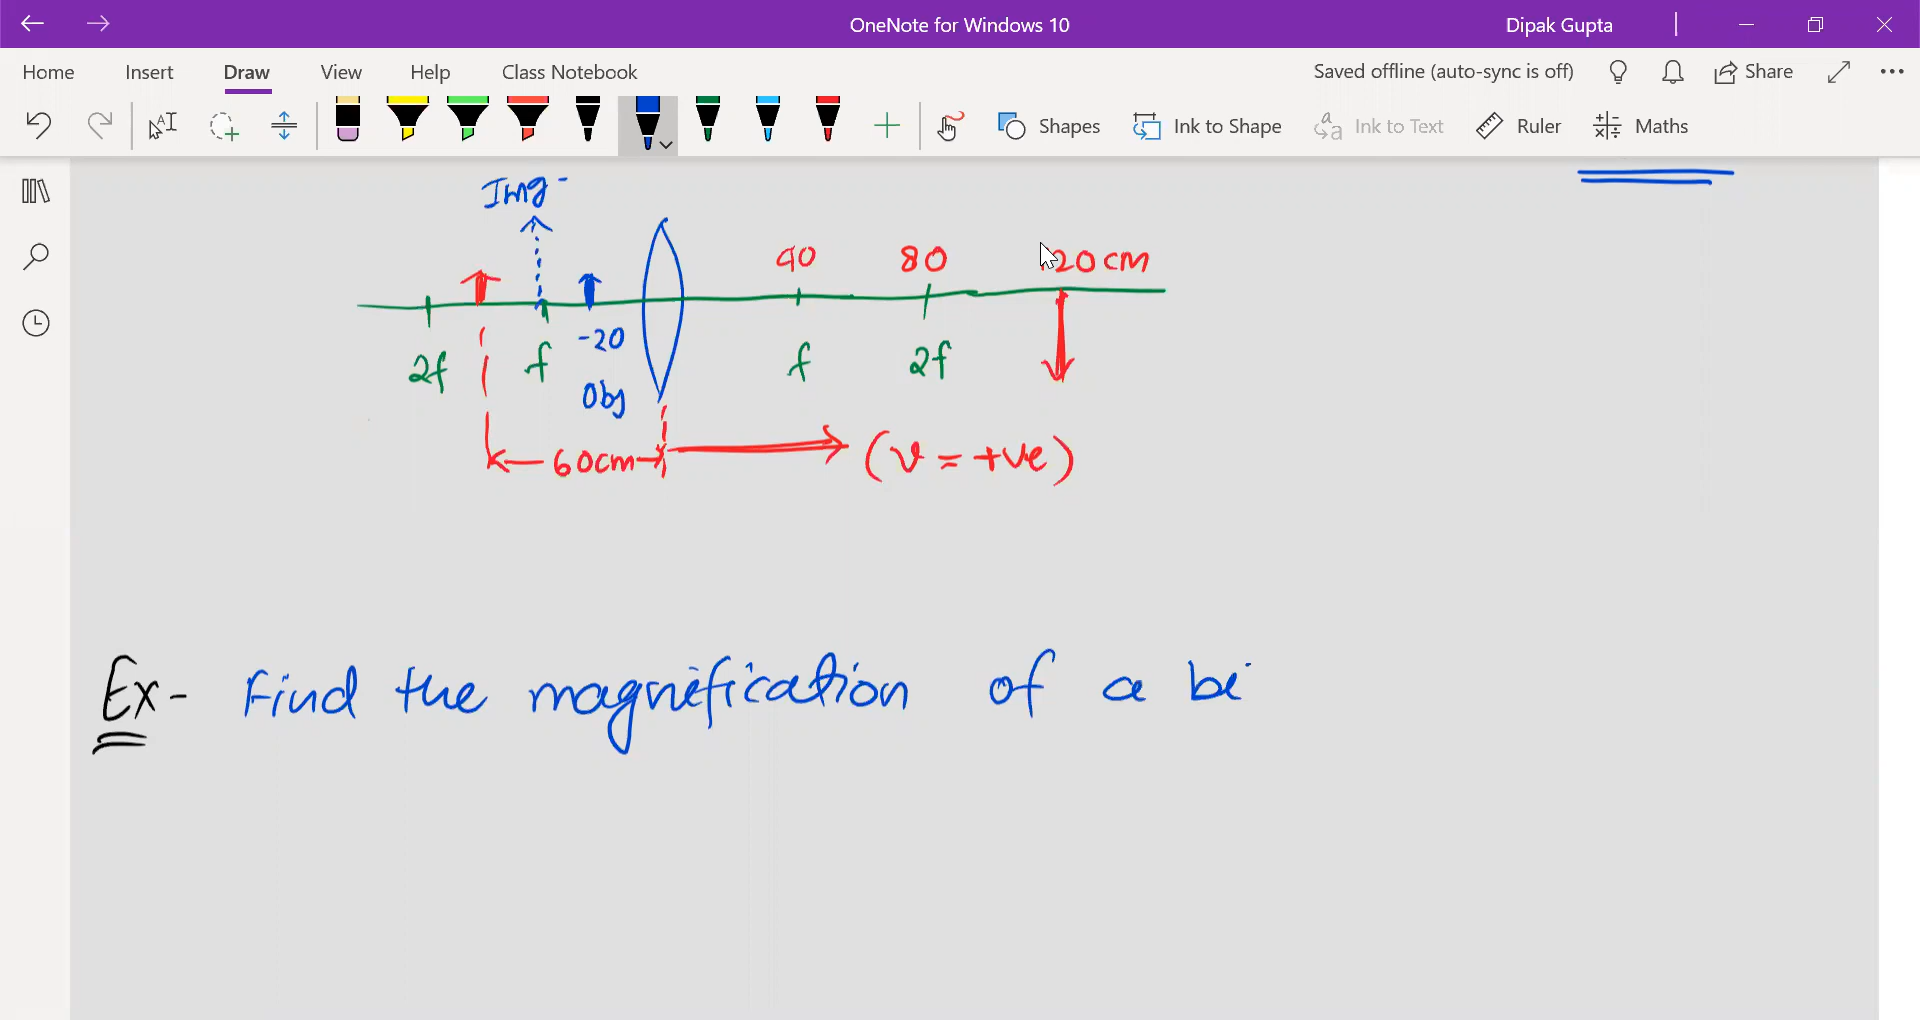 OneNote for Windows 10
Dipak Gupta
Home Insert Draw View Help Class Notebook
Saved offline (auto-sync is off) Share
Shapes Ink to Shape Ink to Text Ruler Maths
Img-
40 80 120 cm
-20
2f f f 2f
Obj
60cm (v = +ve)
Ex- Find the magnification of a bi